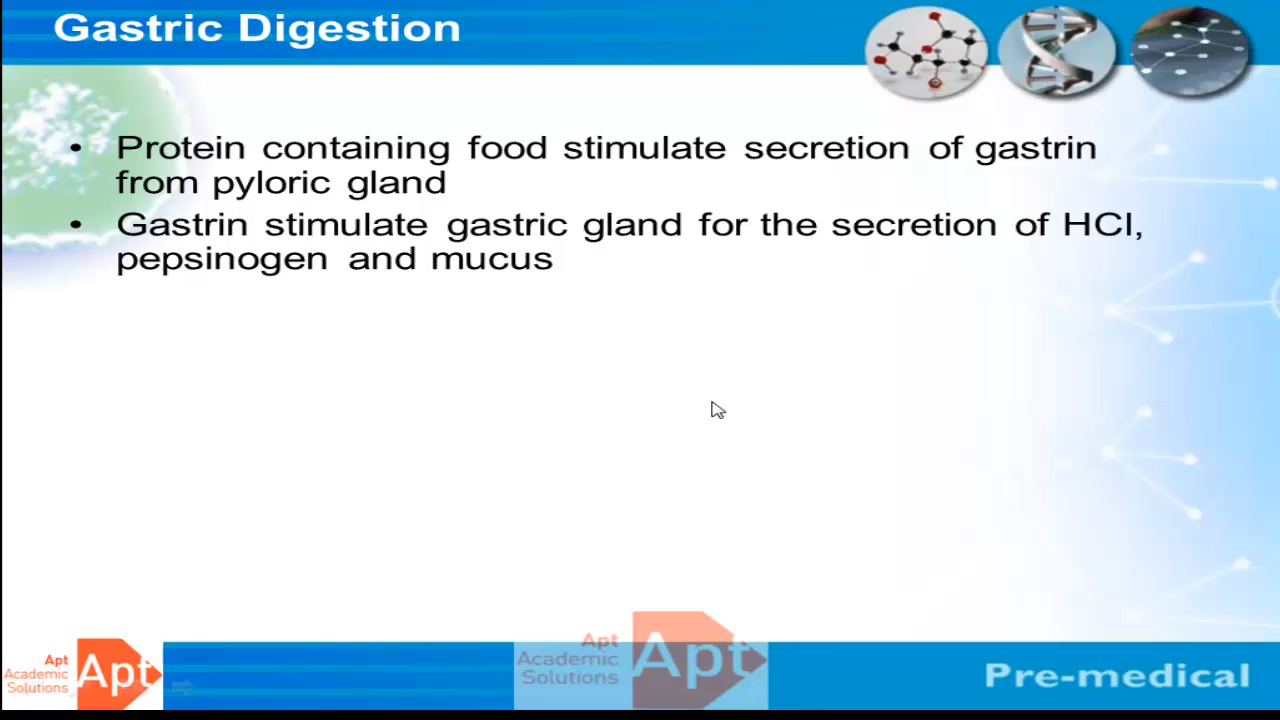 Gastric Digestion
• Protein containing food stimulate secretion of gastrin
from pyloric gland
• Gastrin stimulate gastric gland for the secretion of HCl,
pepsinogen and mucus
Apt
Academic
Solutions
Apt
Apt
Academic
Solutions
Apt
Pre-medical